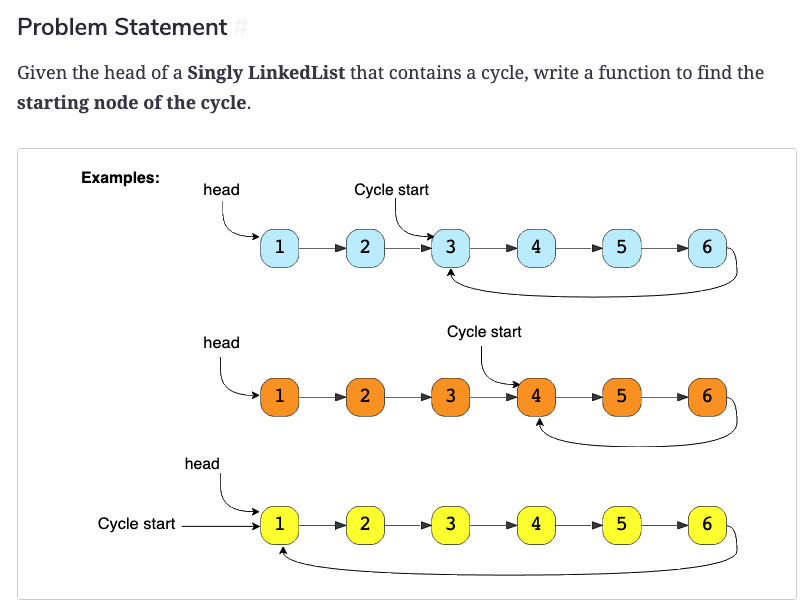 Problem Statement #
Given the head of a Singly LinkedList that contains a cycle, write a function to find the
starting node of the cycle.
Examples:
head
Cycle start
1 2 3 4 5 6
head
Cycle start
1 2 3 4 5 6
head
Cycle start
1 2 3 4 5 6